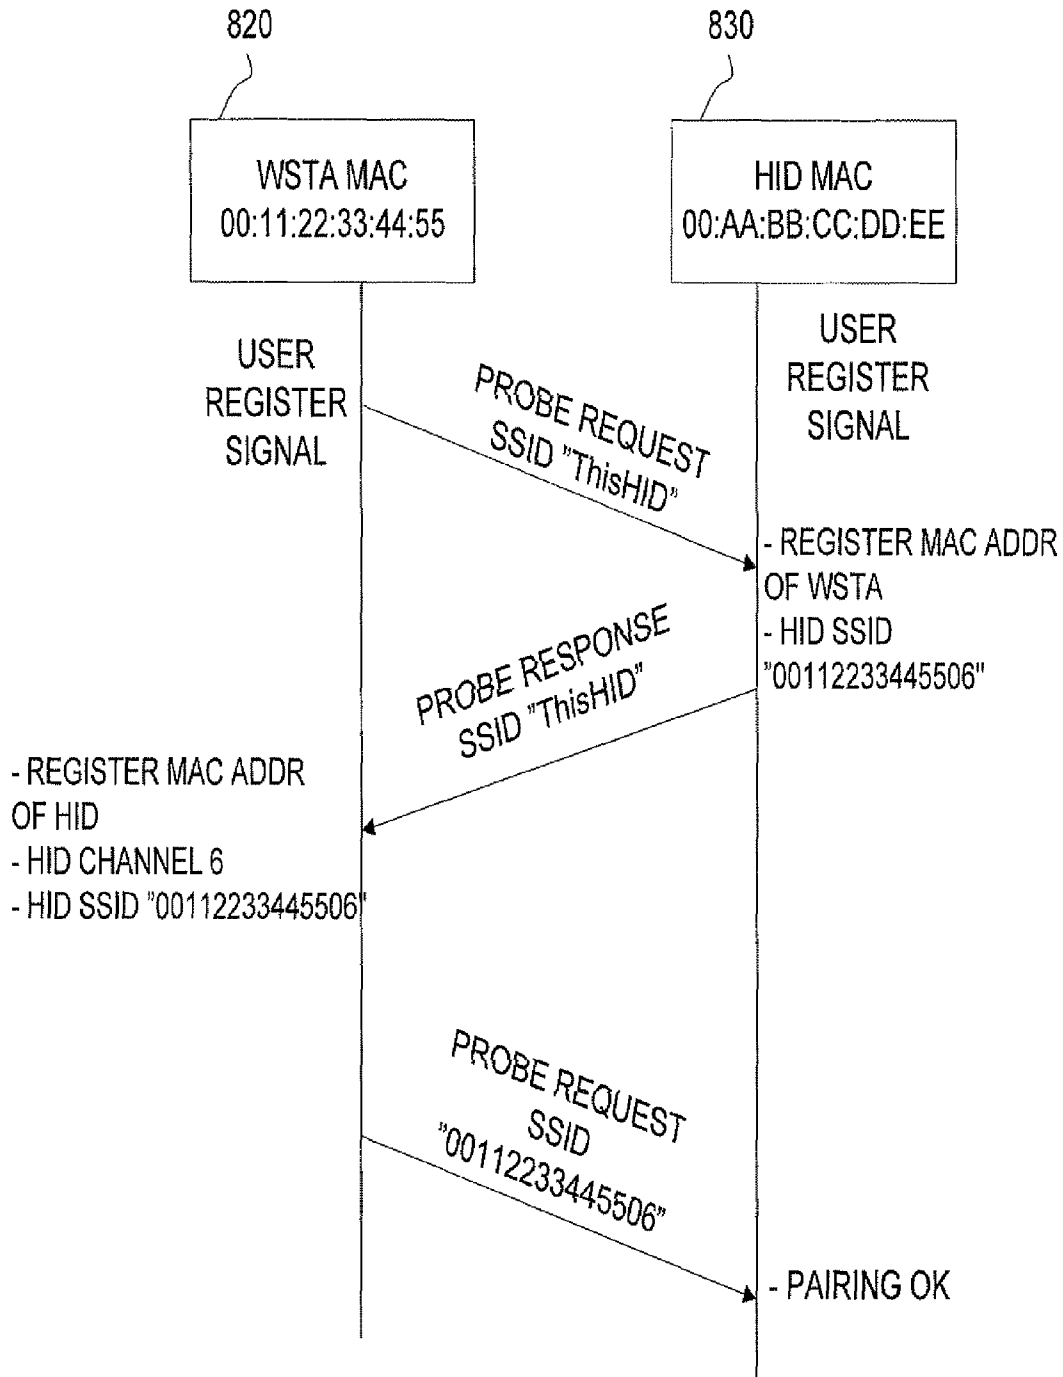 820
830
WSTA MAC
00:11:22:33:44:55
HID MAC
00:AA:BB:CC:DD:EE
USER
REGISTER
SIGNAL
USER
REGISTER
SIGNAL
PROBE REQUEST
SSID "ThisHID"
- REGISTER MAC ADDR
OF WSTA
- HID SSID
"00112233445506"
PROBE RESPONSE
SSID "ThisHID"
- REGISTER MAC ADDR
OF HID
- HID CHANNEL 6
- HID SSID "00112233445506"
PROBE REQUEST
SSID
"00112233445506"
- PAIRING OK